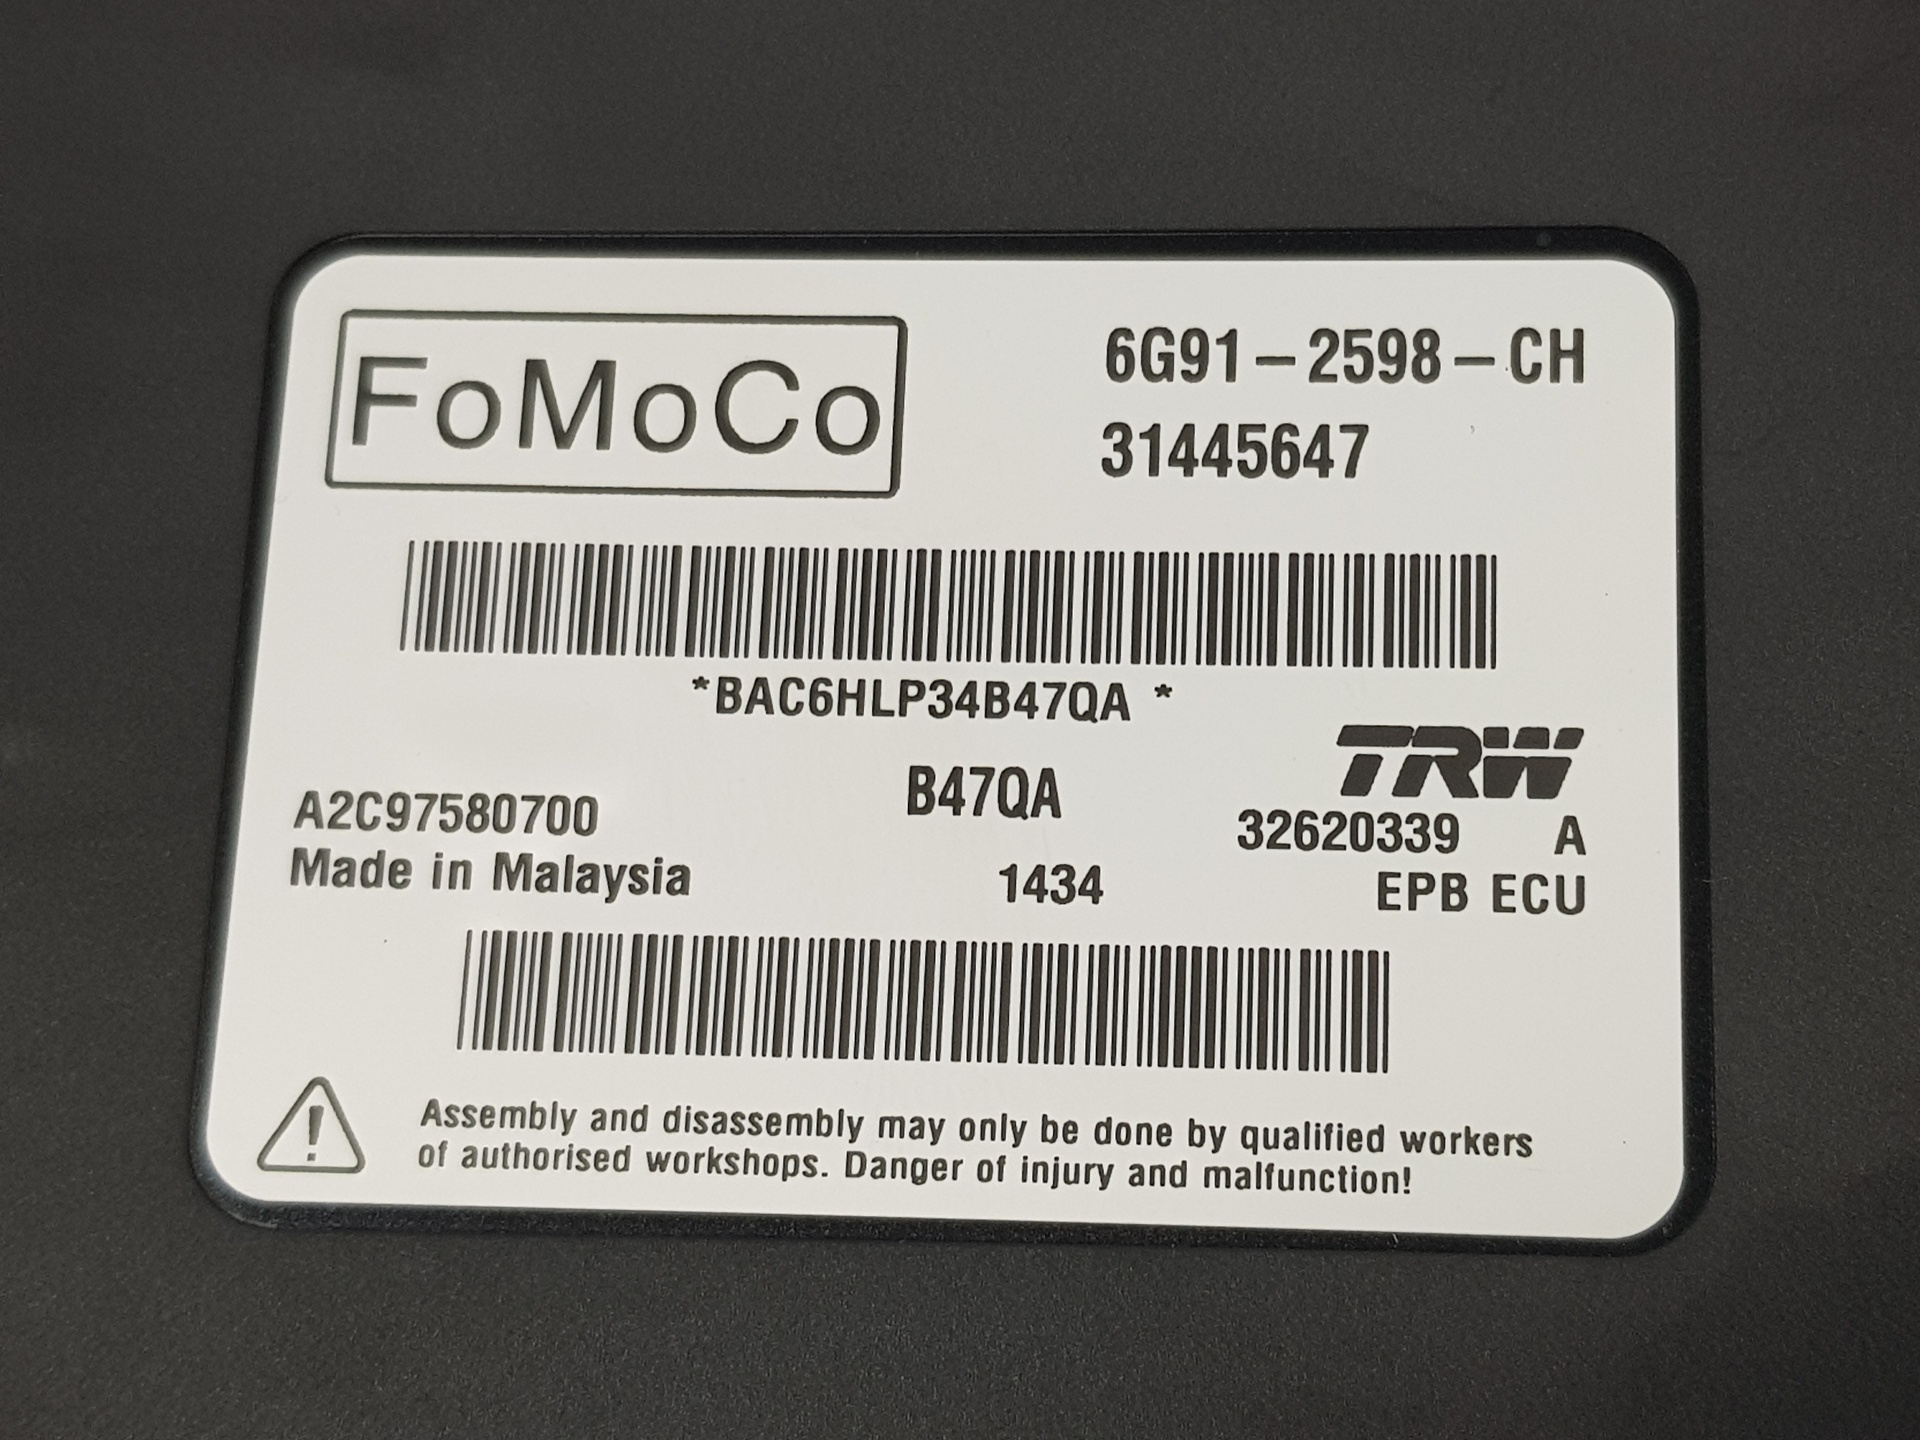 FoMoCo
6G91-2598-CH
31445647
*BAC6HLP34B47QA *
TRW
A2C97580700
B47QA
32620339 A
Made in Malaysia
1434
EPB ECU
Assembly and disassembly may only be done by qualified workers
of authorised workshops. Danger of injury and malfunction!